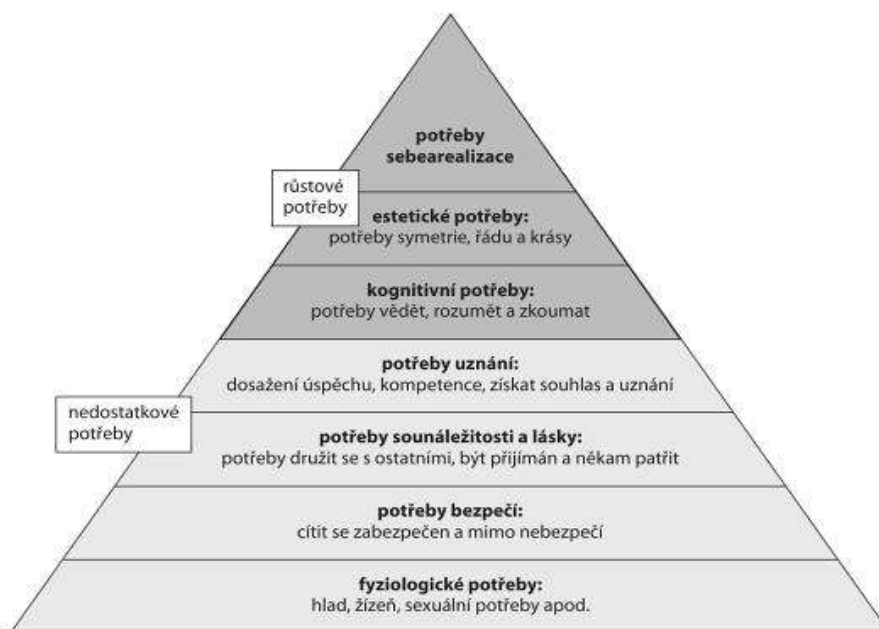 potřeby
sebearealizace
růstové
potřeby
estetické potřeby:
potřeby symetrie, řádu a krásy
kognitivní potřeby:
potřeby vědět, rozumět a zkoumat
potřeby uznání:
dosažení úspěchu, kompetence, získat souhlas a uznání
nedostatkové
potřeby
potřeby sounáležitosti a lásky:
potřeby družit se s ostatními, být přijímán a někam patřit
potřeby bezpečí:
cítit se zabezpečen a mimo nebezpečí
fyziologické potřeby:
hlad, žízeň, sexuální potřeby apod.